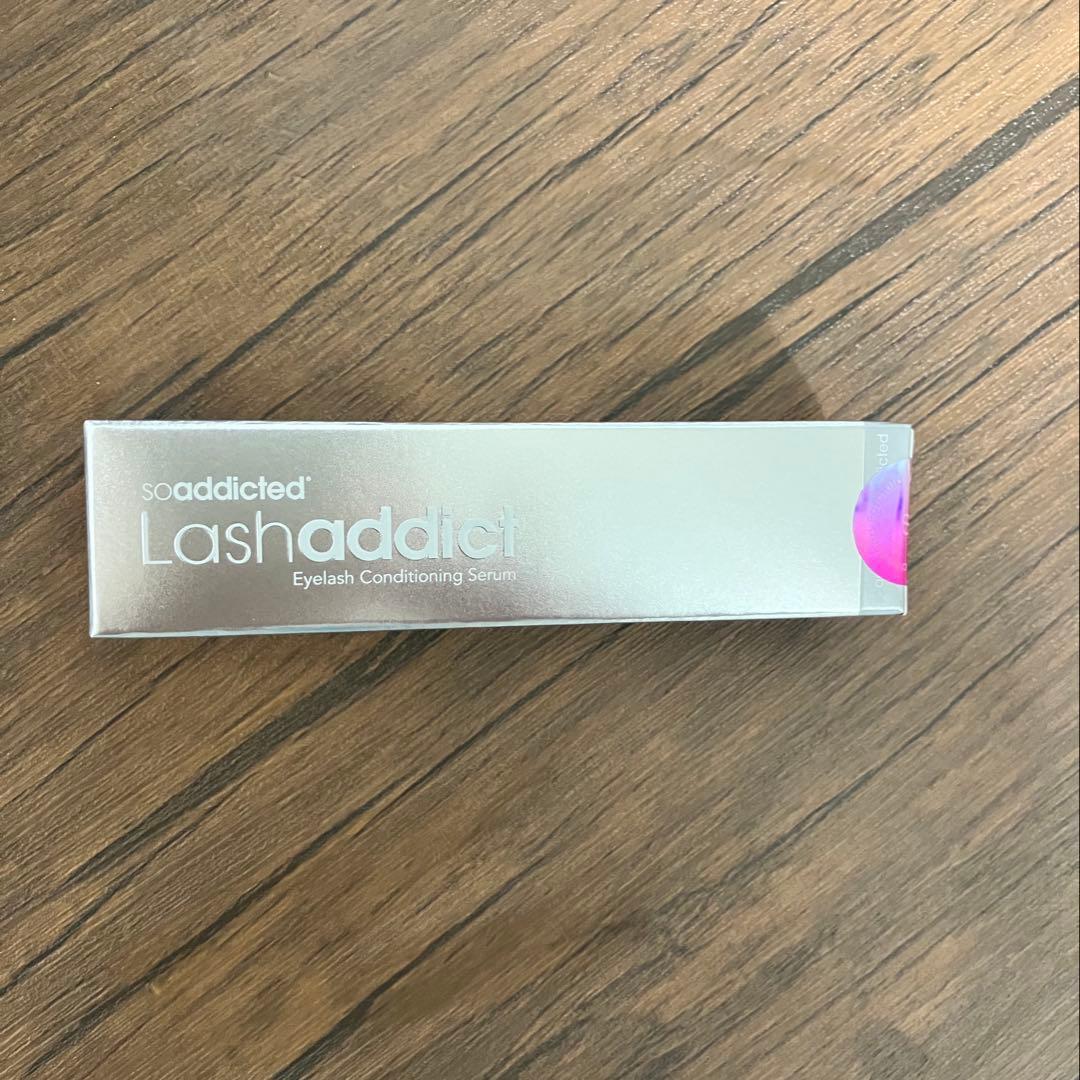 soaddicted®
Lashaddict
Eyelash Conditioning Serum